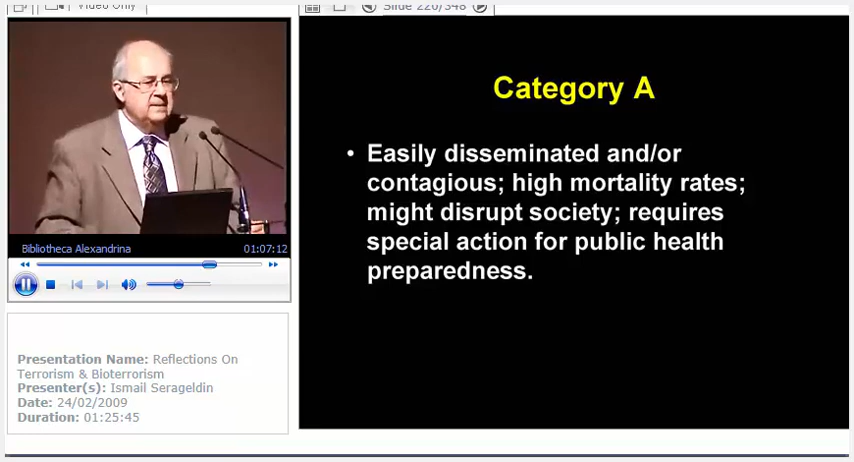 Video Only
Slide 226/348
Category A
• Easily disseminated and/or
contagious; high mortality rates;
might disrupt society; requires
special action for public health
preparedness.
Bibliotheca Alexandrina 01:07:12
Presentation Name: Reflections On
Terrorism & Bioterrorism
Presenter(s): Ismail Serageldin
Date: 24/02/2009
Duration: 01:25:45